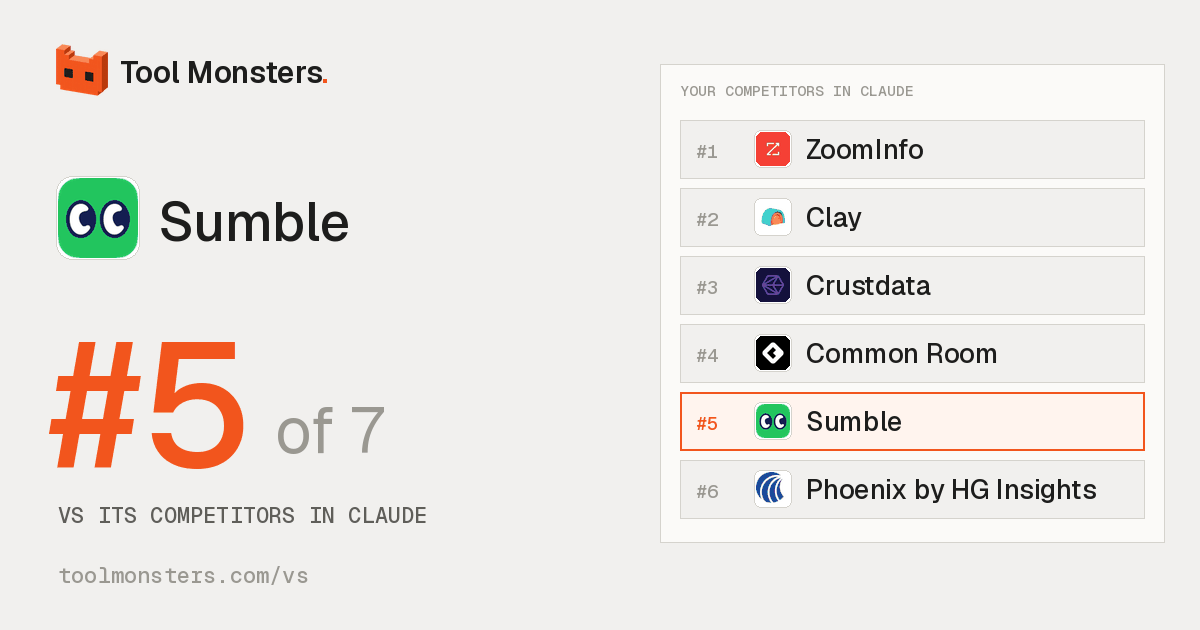 Tool Monsters.
Sumble
#5 of 7
VS ITS COMPETITORS IN CLAUDE
toolmonsters.com/vs
YOUR COMPETITORS IN CLAUDE
#1 ZoomInfo
#2 Clay
#3 Crustdata
#4 Common Room
#5 Sumble
#6 Phoenix by HG Insights